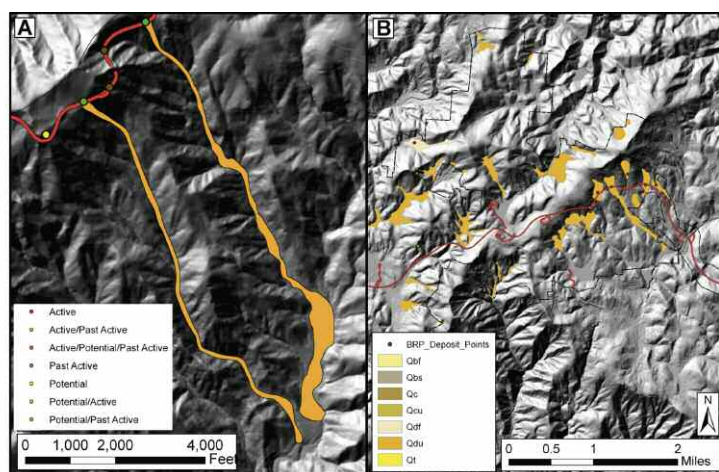 A
Active
Active/Past Active
Active/Potential/Past Active
Past Active
Potential
Potential/Active
Potential/Past Active
0 1,000 2,000 4,000
Feet
B
BRP_Deposit_Points
Qbf
Qbs
Qc
Qcu
Qdf
Qdu
Qt
N
0 0.5 1 2
Miles